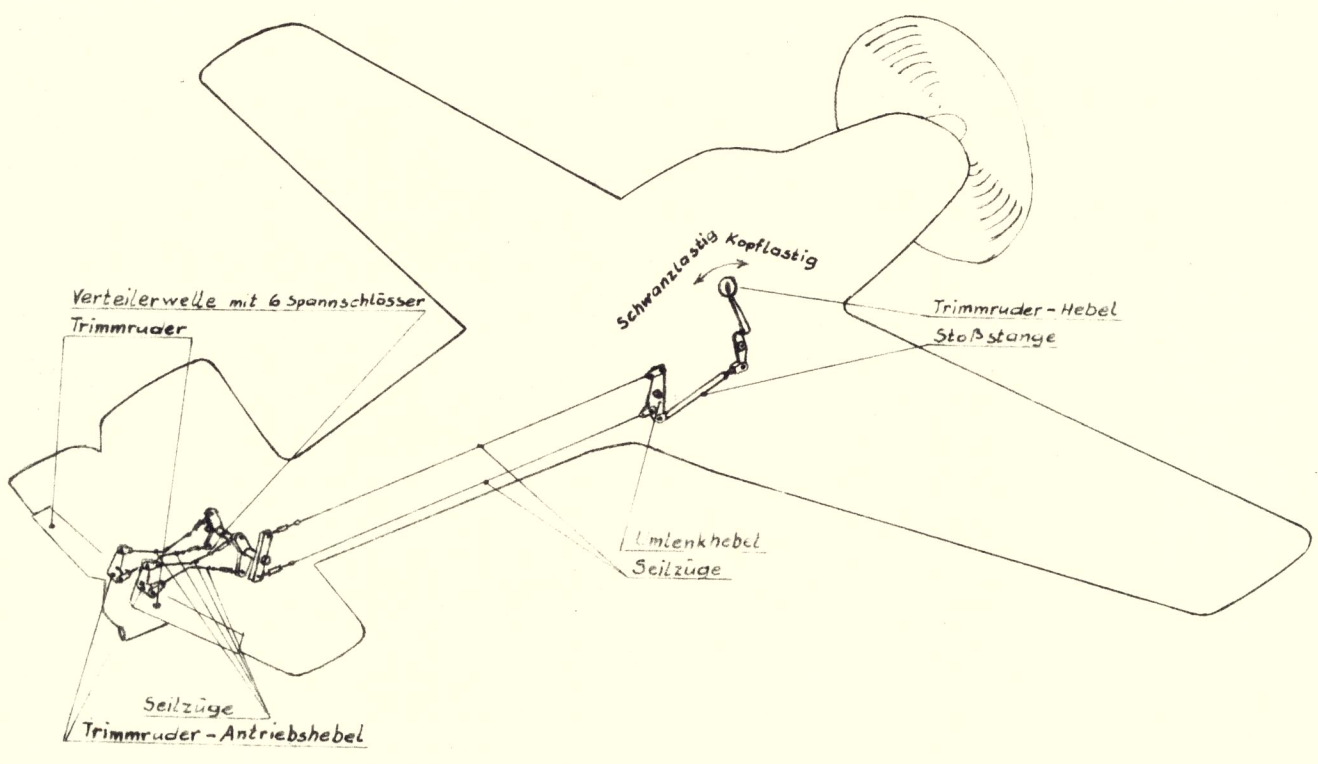 Schwanzlastig Kopflastig
Verteilerwelle mit 6 Spannschlösser
Trimmruder
Trimmruder-Hebel
Stoßstange
Umlenkhebel
Seilzüge
Seilzüge
Trimmruder-Antriebshebel